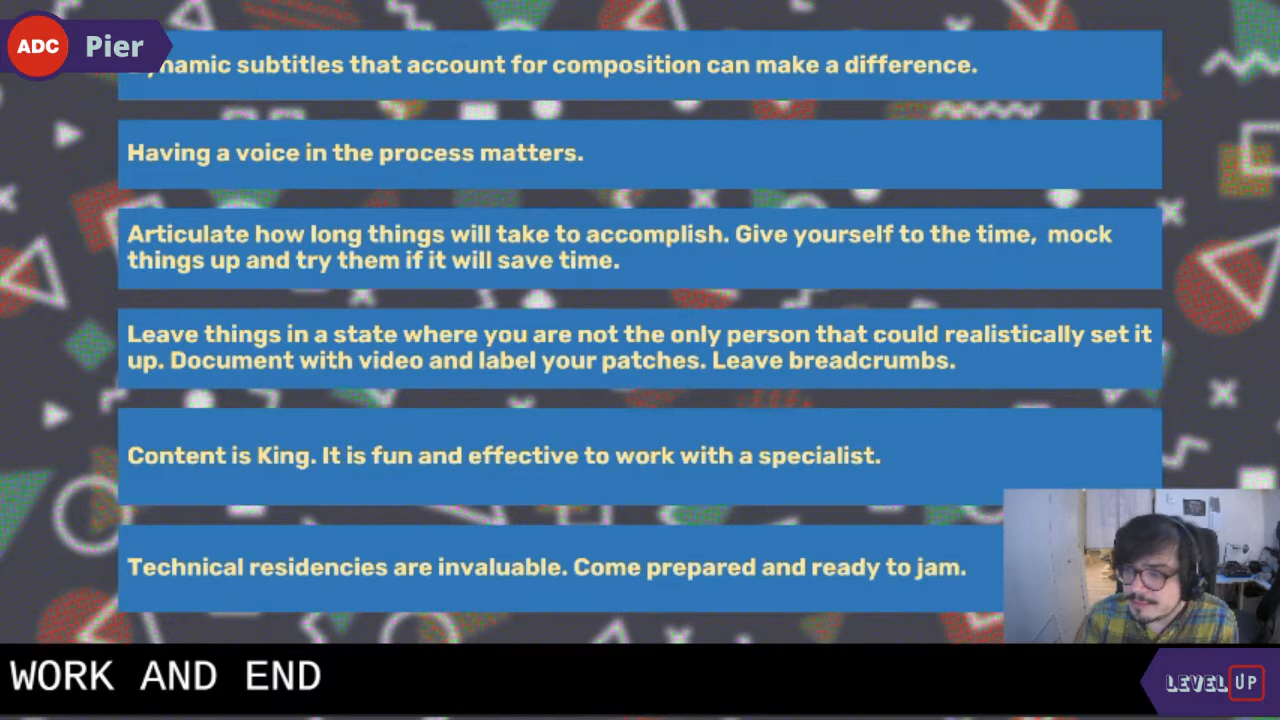 ADC
Pier
namic subtitles that account for composition can make a difference.
Having a voice in the process matters.
Articulate how long things will take to accomplish. Give yourself to the time, mock
things up and try them if it will save time.
Leave things in a state where you are not the only person that could realistically set it
up. Document with video and label your patches. Leave breadcrumbs.
Content is King. It is fun and effective to work with a specialist.
Technical residencies are invaluable. Come prepared and ready to jam.
WORK AND END
LEVEL UP